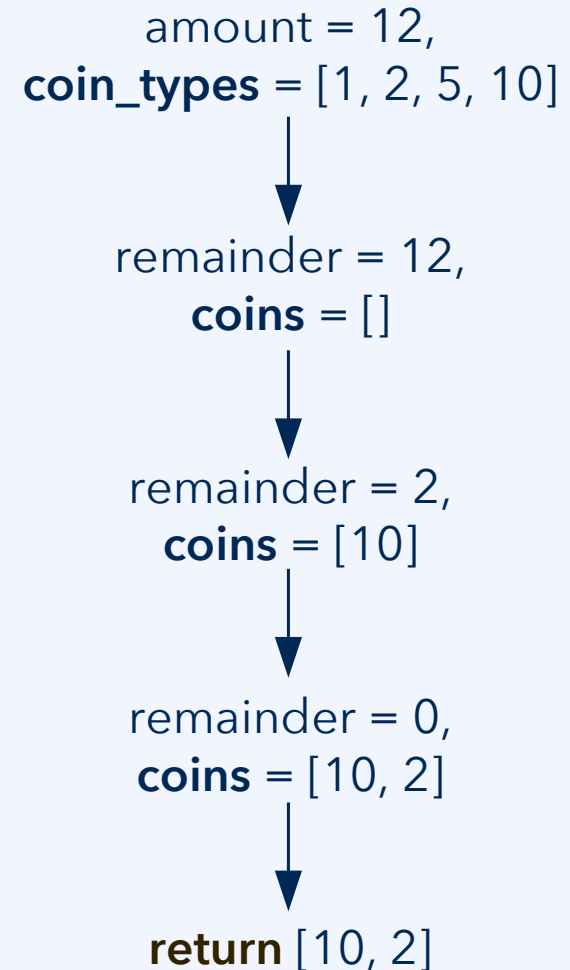 amount = 12,
coin_types = [1, 2, 5, 10]
remainder = 12,
coins = []
remainder = 2,
coins = [10]
remainder = 0,
coins = [10, 2]
return [10, 2]